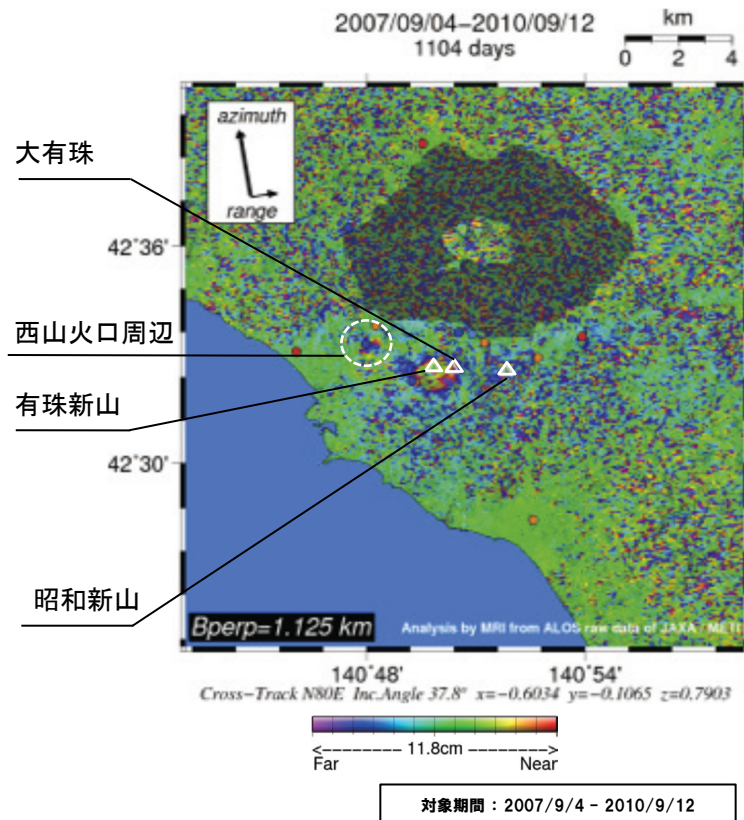 2007/09/04−2010/09/12
1104 days
km
0 2 4
azimuth
range
大有珠
42°36'
西山火口周辺
有珠新山
42°30'
昭和新山
Bperp=1.125 km
Analysis by MRI from ALOS raw data of JAXA METI
140°48' 140°54'
Cross−Track N80E Inc.Angle 37.8° x=−0.6034 y=−0.1065 z=0.7903
<−−−−−−−− 11.8cm −−−−−−−−>
Far Near
対象期間：2007/9/4 − 2010/9/12